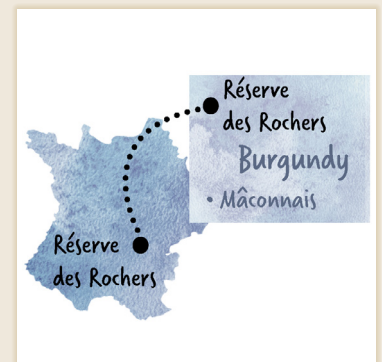 Réserve
des Rochers
Burgundy
• Mâconnais
Réserve
des Rochers